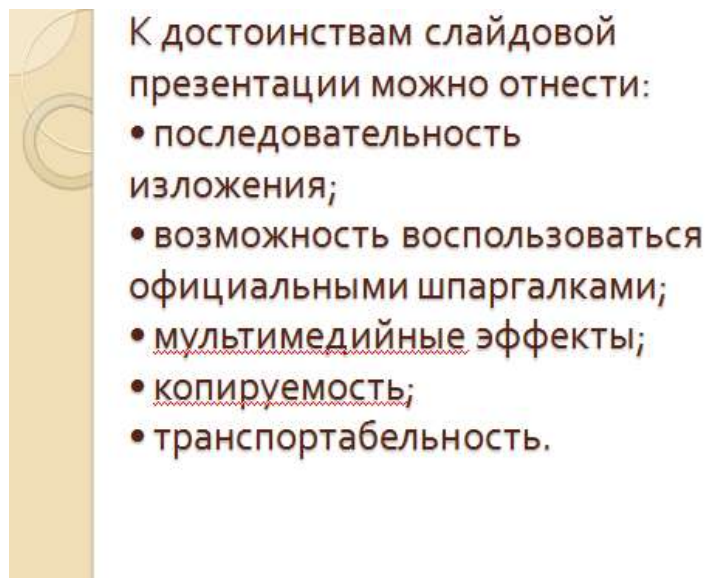 К достоинствам слайдовой
презентации можно отнести:
• последовательность
изложения;
• возможность воспользоваться
официальными шпаргалками;
• мультимедийные эффекты;
• копируемость;
• транспортабельность.